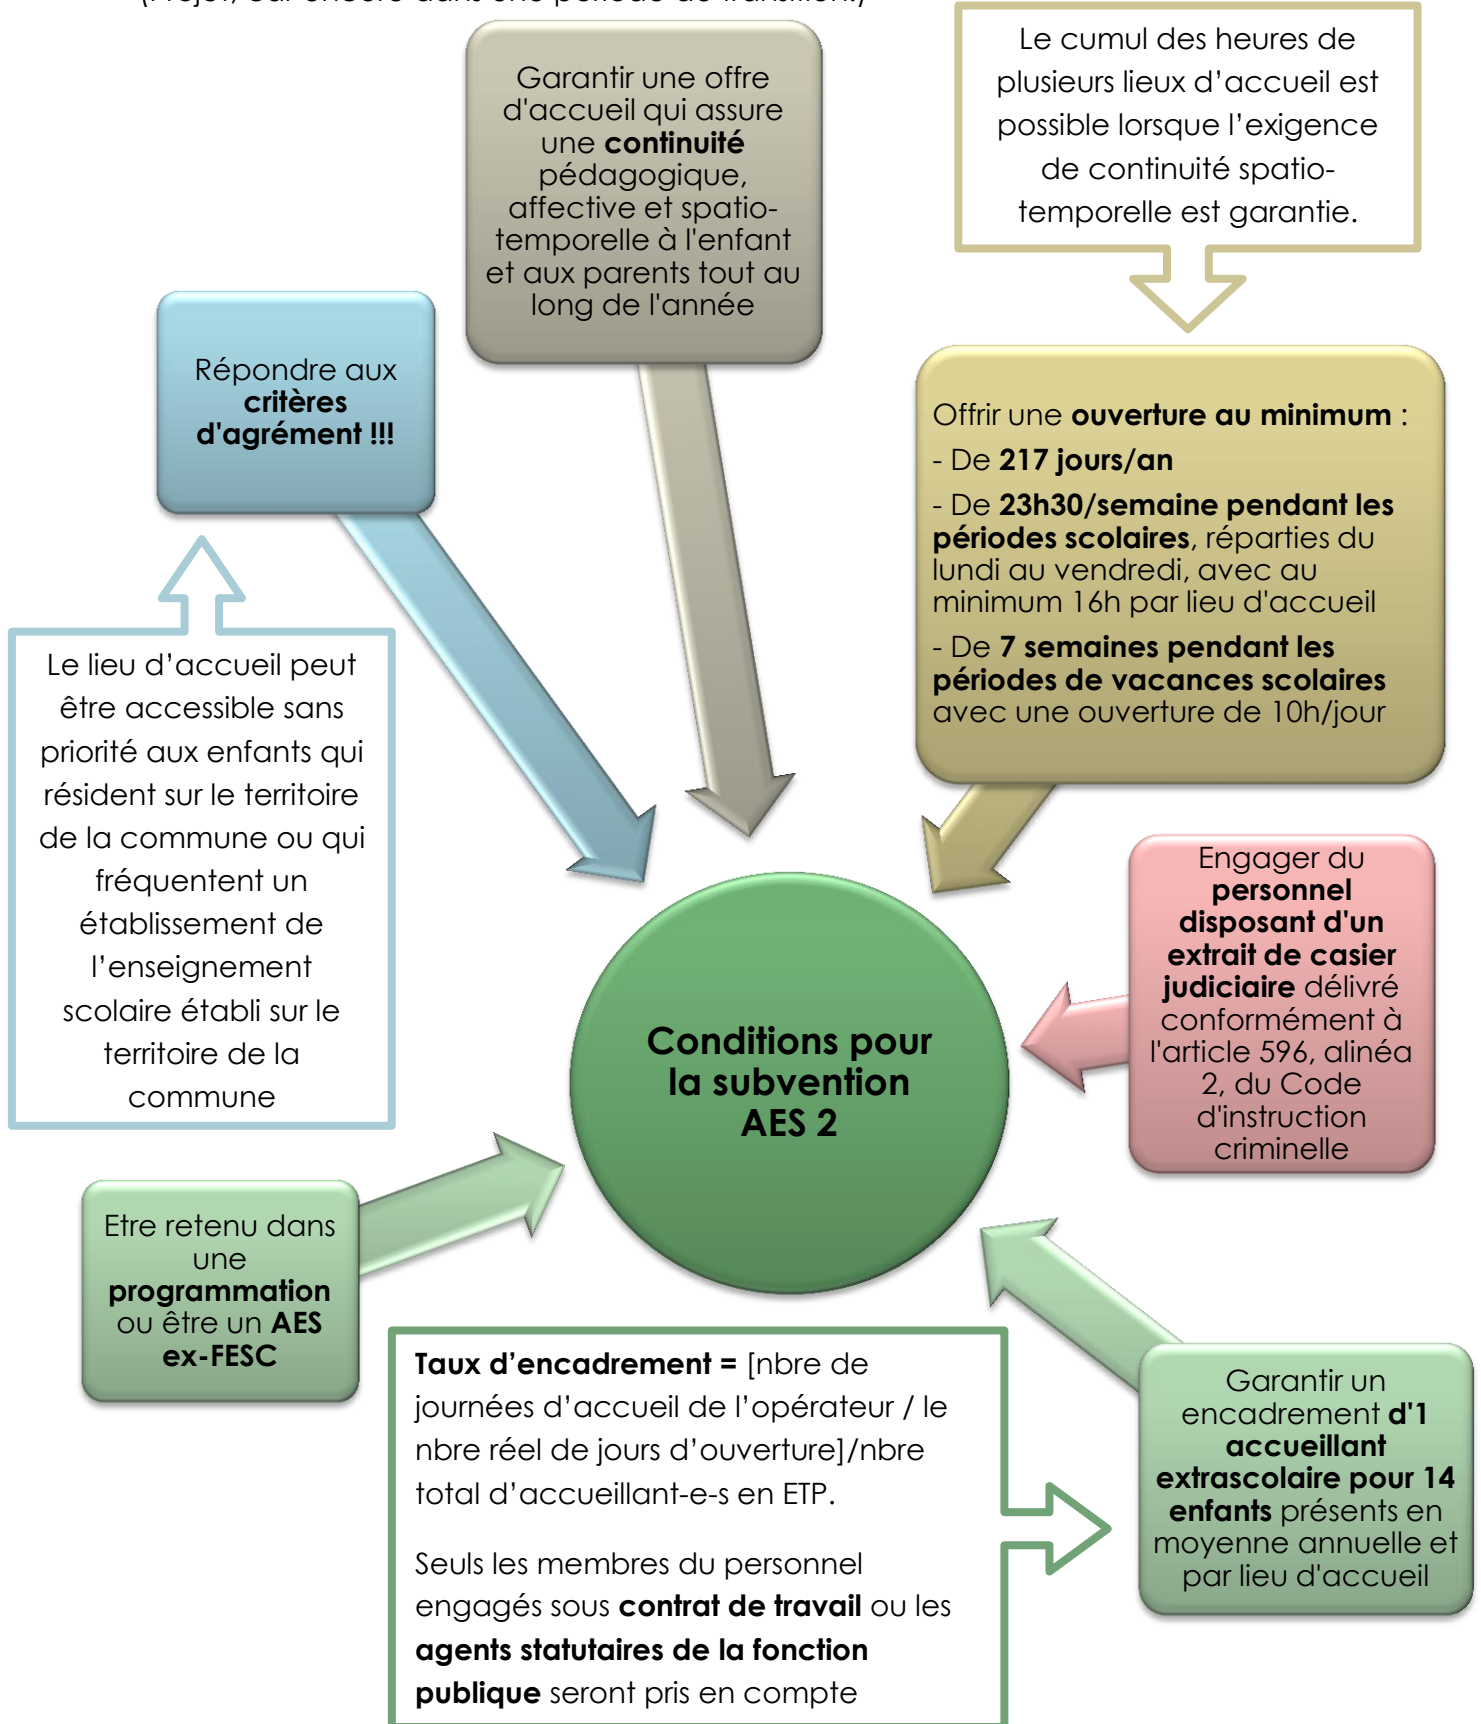 (Projet, car encore dans une période de transition.)
Le cumul des heures de
plusieurs lieux d’accueil est
possible lorsque l’exigence
de continuité spatio-
temporelle est garantie.
Garantir une offre
d'accueil qui assure
une continuité
pédagogique,
affective et spatio-
temporelle à l'enfant
et aux parents tout au
long de l'année
Répondre aux
critères
d'agrément !!!
Offrir une ouverture au minimum :
- De 217 jours/an
- De 23h30/semaine pendant les
périodes scolaires, réparties du
lundi au vendredi, avec au
minimum 16h par lieu d'accueil
- De 7 semaines pendant les
périodes de vacances scolaires
avec une ouverture de 10h/jour
Le lieu d’accueil peut
être accessible sans
priorité aux enfants qui
résident sur le territoire
de la commune ou qui
fréquentent un
établissement de
l’enseignement
scolaire établi sur le
territoire de la
commune
Engager du
personnel
disposant d'un
extrait de casier
judiciaire délivré
conformément à
l'article 596, alinéa
2, du Code
d'instruction
criminelle
Conditions pour
la subvention
AES 2
Etre retenu dans
une
programmation
ou être un AES
ex-FESC
Taux d’encadrement = [nbre de
journées d’accueil de l’opérateur / le
nbre réel de jours d’ouverture]/nbre
total d’accueillant-e-s en ETP.
Seuls les membres du personnel
engagés sous contrat de travail ou les
agents statutaires de la fonction
publique seront pris en compte
Garantir un
encadrement d'1
accueillant
extrascolaire pour 14
enfants présents en
moyenne annuelle et
par lieu d'accueil